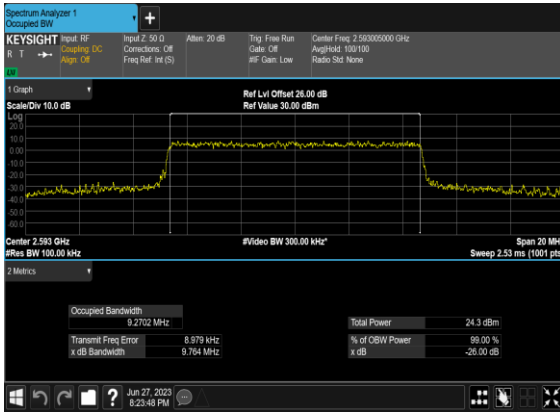 Spectrum Analyzer 1
Occupied BW
KEYSIGHT
R T
LW
Input: RF
Coupling: DC
Align: Off
Input Z: 50 Ω
Corrections: Off
Freq Ref: Int (S)
Atten: 20 dB
Trig: Free Run
Gate: Off
#IF Gain: Low
Center Freq: 2.593005000 GHz
Avg|Hold: 100/100
Radio Std: None
1 Graph
Scale/Div 10.0 dB
Ref Lvl Offset 26.00 dB
Ref Value 30.00 dBm
Log
20.0
10.0
0.00
-10.0
-20.0
-30.0
-40.0
-50.0
-60.0
Center 2.593 GHz
#Res BW 100.00 kHz
#Video BW 300.00 kHz*
Span 20 MH
Sweep 2.53 ms (1001 pts
2 Metrics
Occupied Bandwidth
9.2702 MHz
Transmit Freq Error 8.979 kHz
x dB Bandwidth 9.764 MHz
Total Power 24.3 dBm
% of OBW Power 99.00 %
x dB -26.00 dB
?
Jun 27, 2023
8:23:48 PM